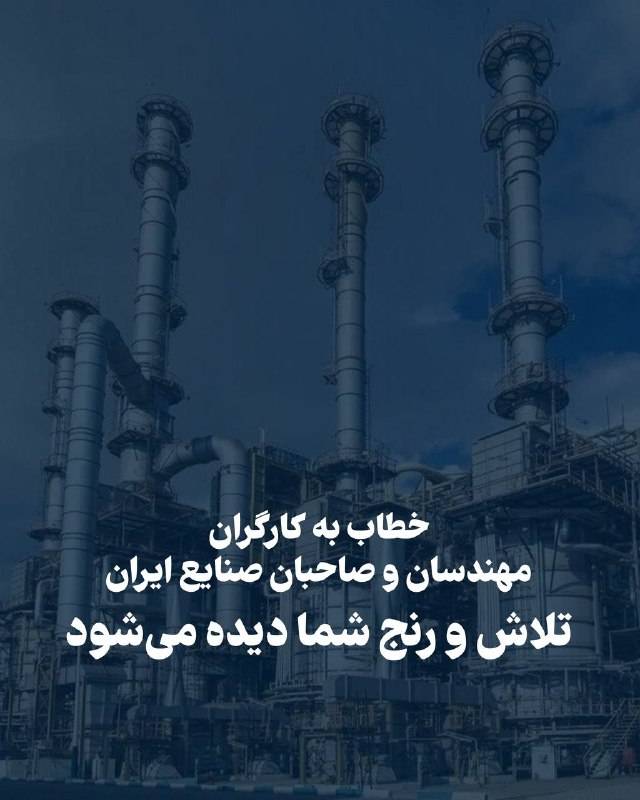 خطاب به کارگران
مهندسان و صاحبان صنایع ایران
تلاش و رنج شما دیده می‌شود